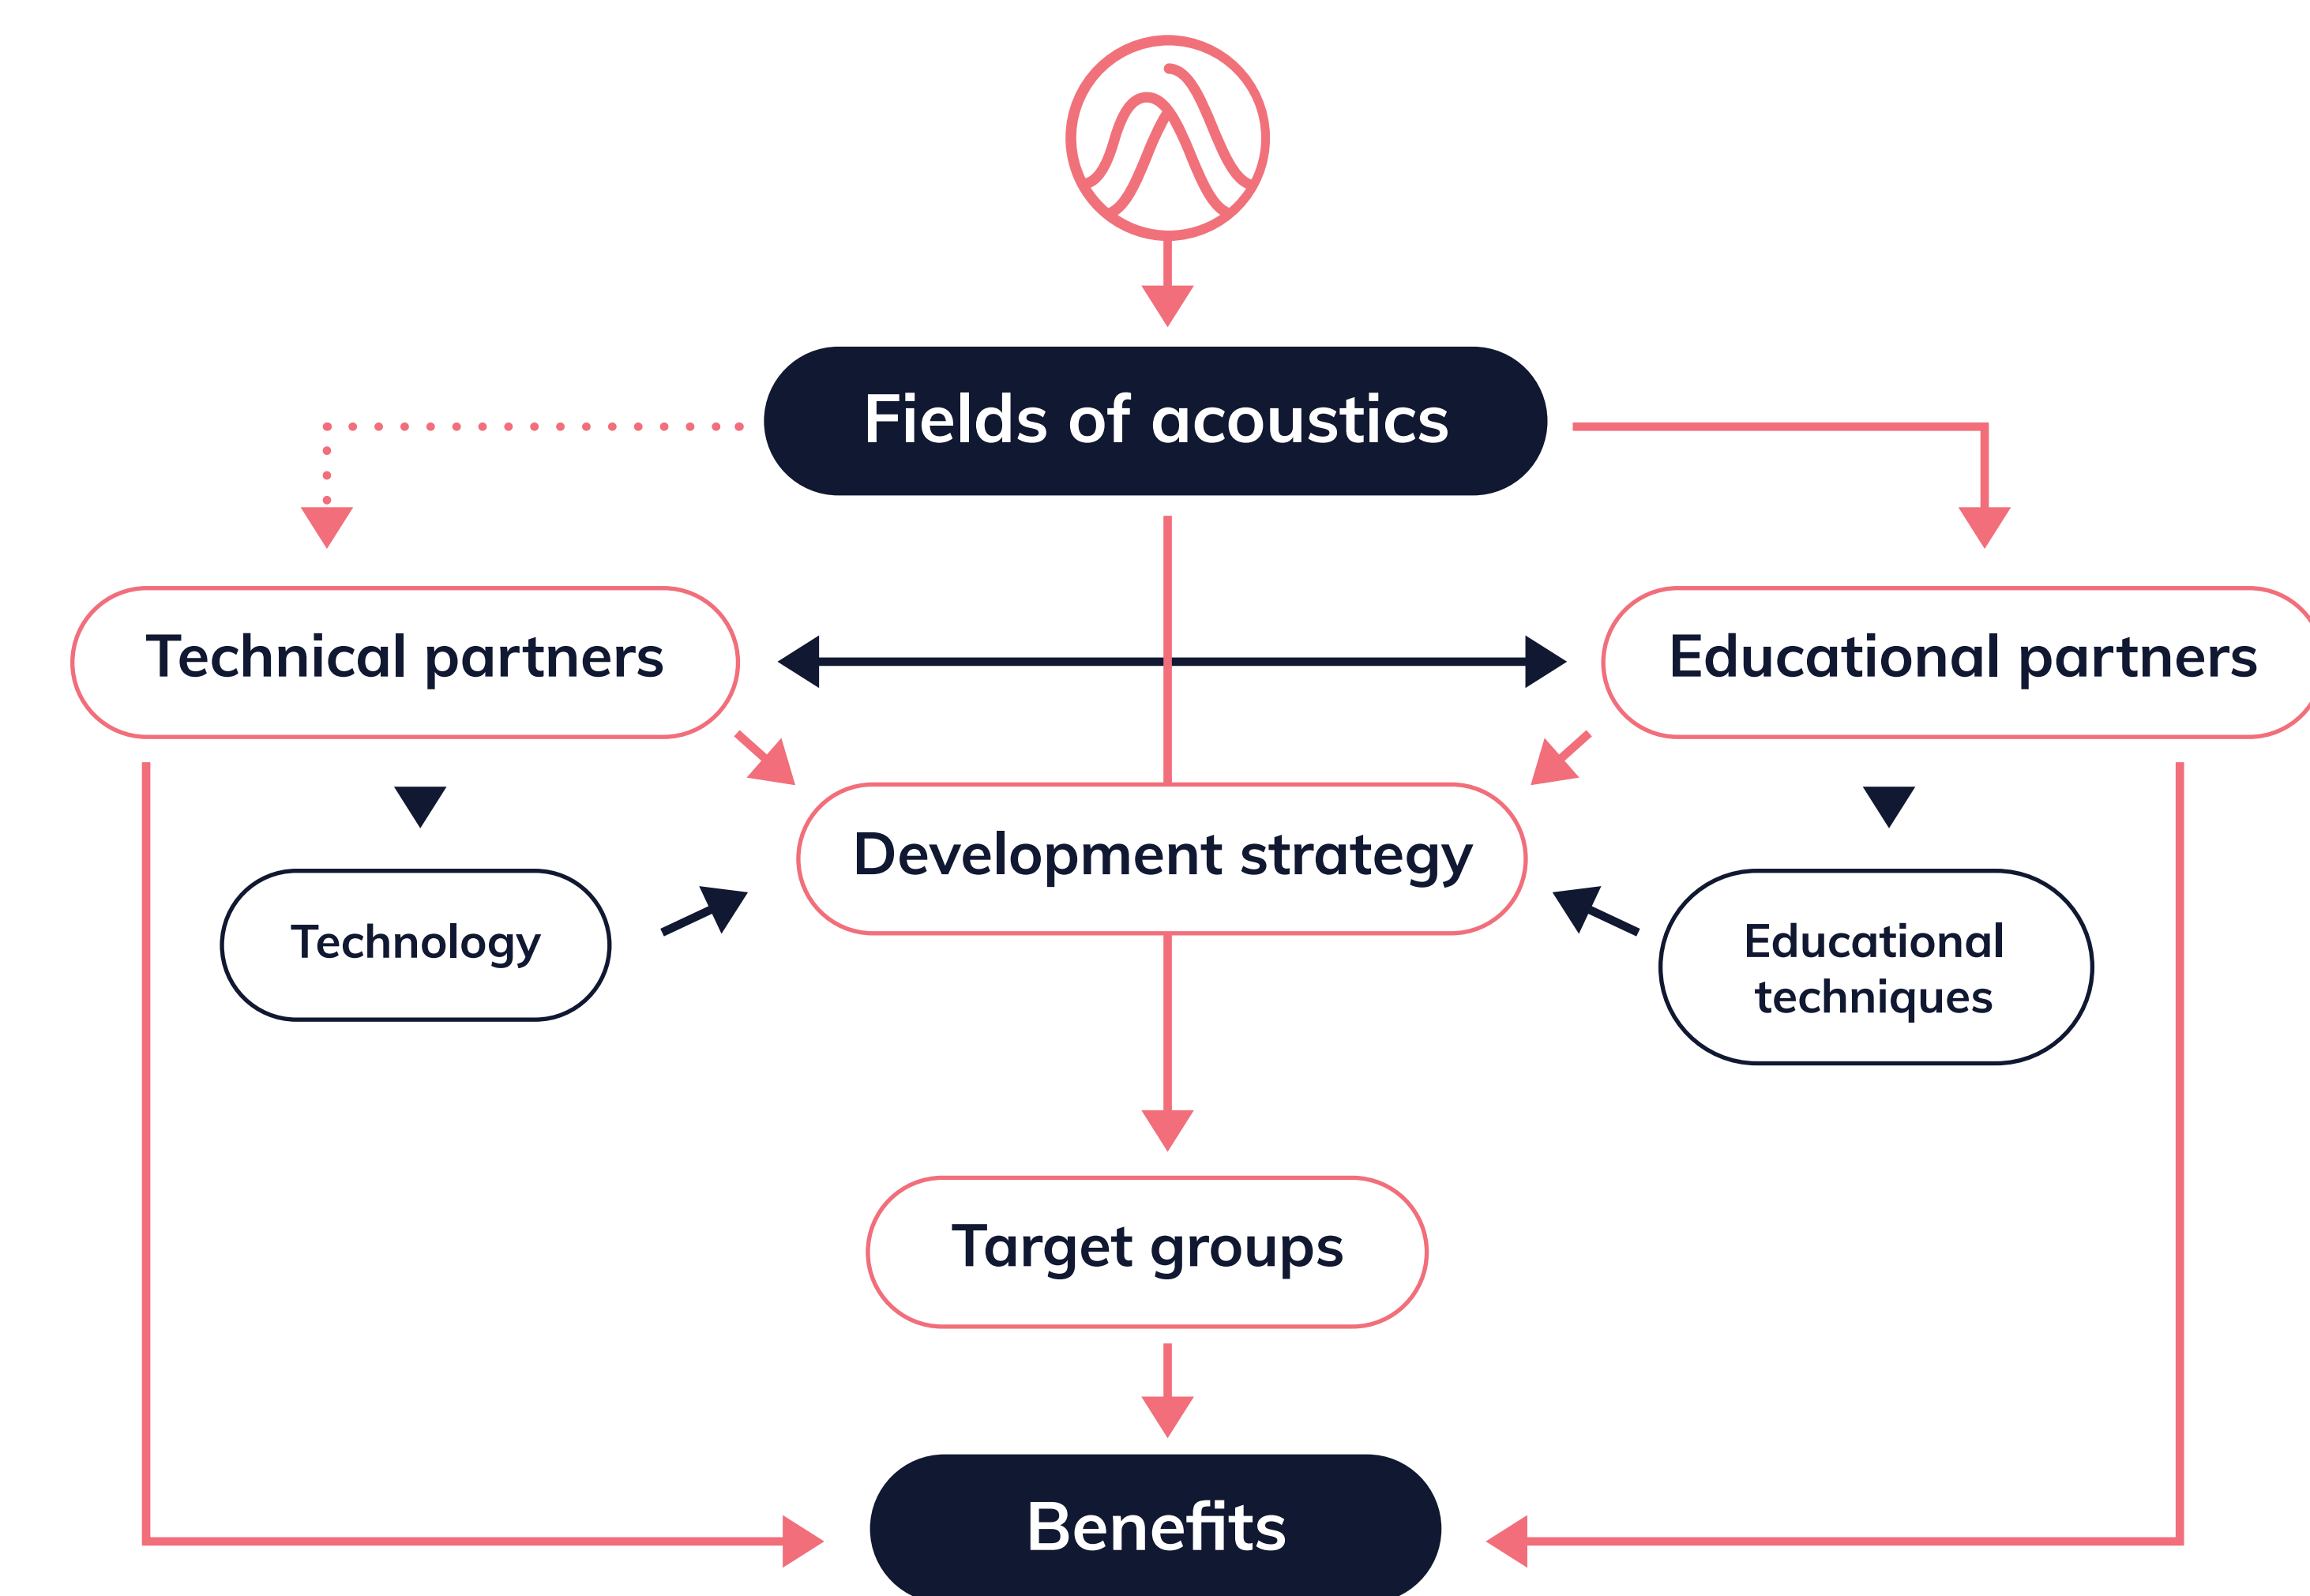 Fields of acoustics
Technical partners
Educational partners
Development strategy
Technology
Educational
techniques
Target groups
Benefits